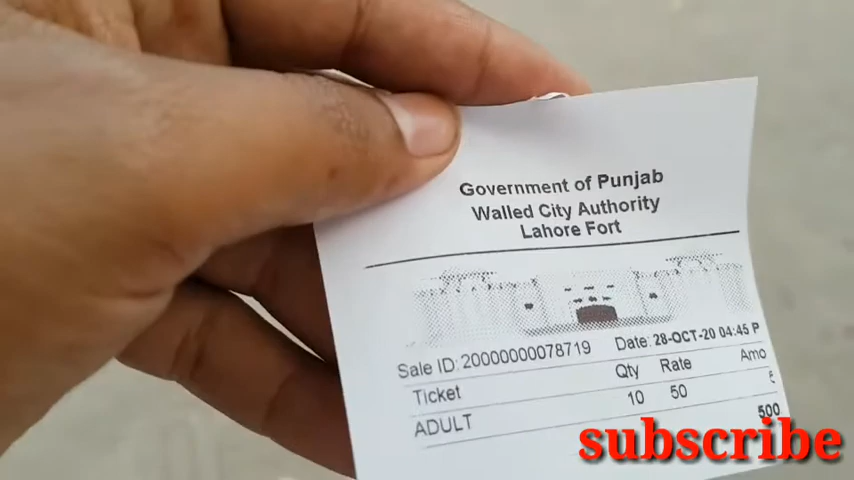 Government of Punjab
Walled City Authority
Lahore Fort
Sale ID: 20000000078719 Date: 28-OCT-20 04:45 P
Ticket Qty Rate Amo
ADULT 10 50
500
subscribe